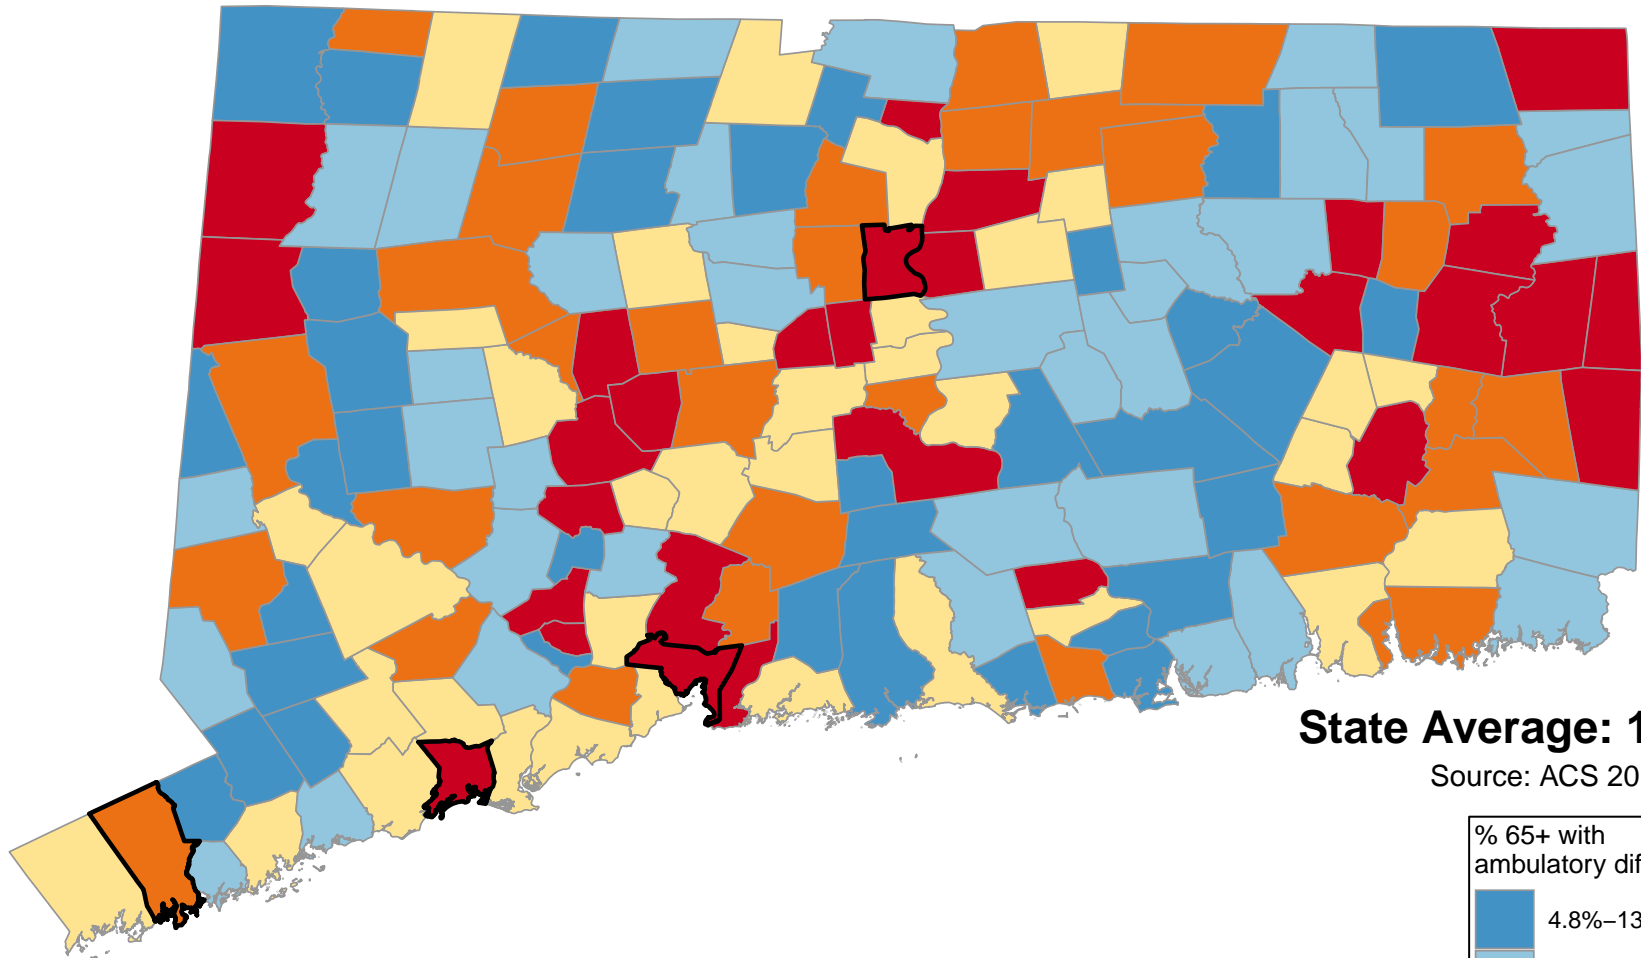 State Average: 1
Source: ACS 20
% 65+ with
ambulatory dif
4.8%–13